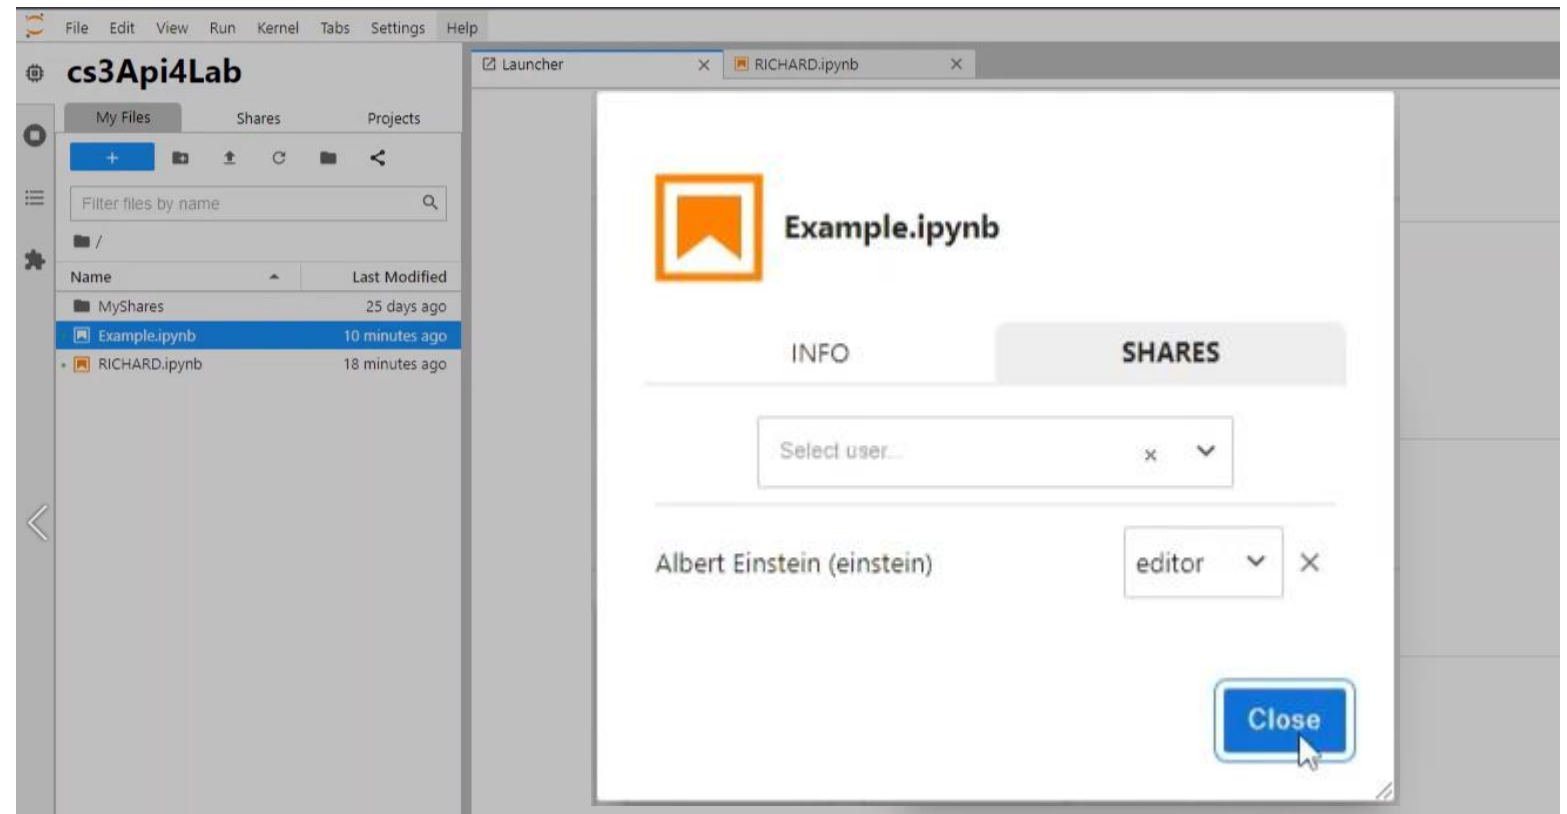 File Edit View Run Kernel Tabs Settings Help
cs3Api4Lab
My Files Shares Projects
Filter files by name
/
Name Last Modified
MyShares 25 days ago
Example.ipynb 10 minutes ago
RICHARD.ipynb 18 minutes ago
Launcher RICHARD.ipynb
Example.ipynb
INFO SHARES
Select user...
Albert Einstein (einstein) editor
Close